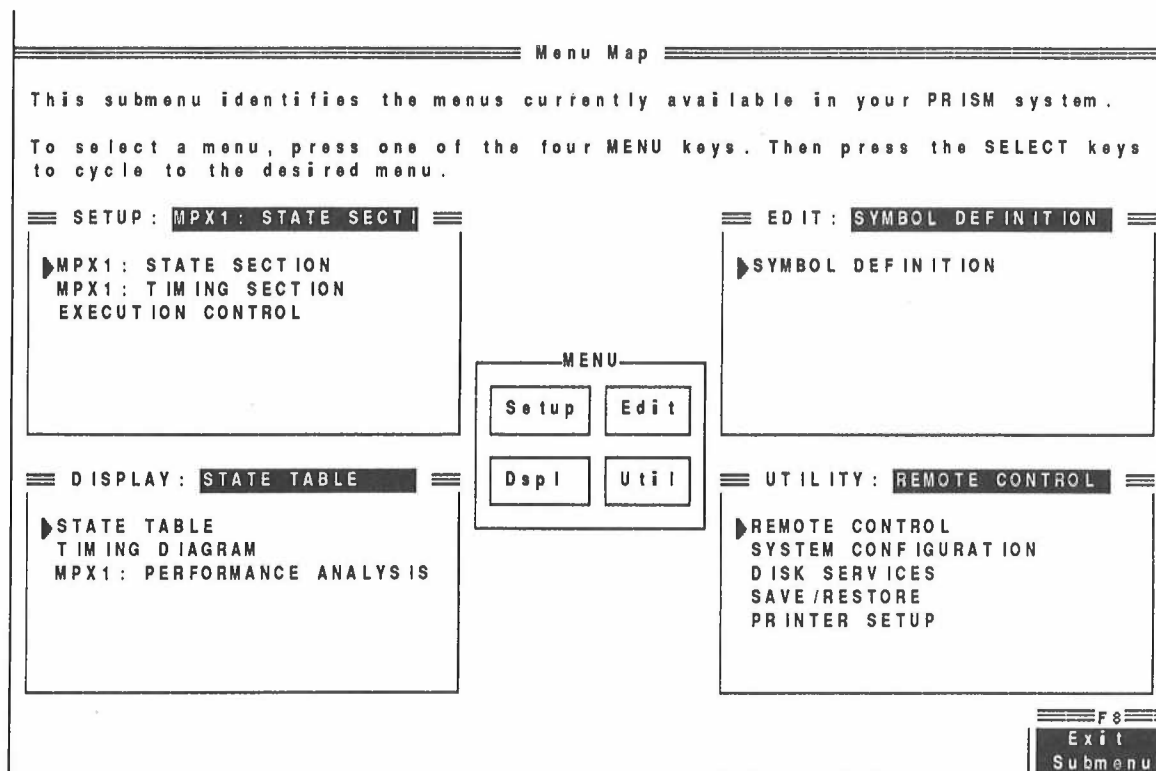 Menu Map
This submenu identifies the menus currently available in your PRISM system.
To select a menu, press one of the four MENU keys. Then press the SELECT keys
to cycle to the desired menu.
SETUP: MPX1: STATE SECTI
MPX1: STATE SECTION
MPX1: TIMING SECTION
EXECUTION CONTROL
EDIT: SYMBOL DEFINITION
SYMBOL DEFINITION
MENU
Setup Edit
Dspl Util
DISPLAY: STATE TABLE
STATE TABLE
TIMING DIAGRAM
MPX1: PERFORMANCE ANALYSIS
UTILITY: REMOTE CONTROL
REMOTE CONTROL
SYSTEM CONFIGURATION
DISK SERVICES
SAVE/RESTORE
PRINTER SETUP
F8
Exit
Submenu